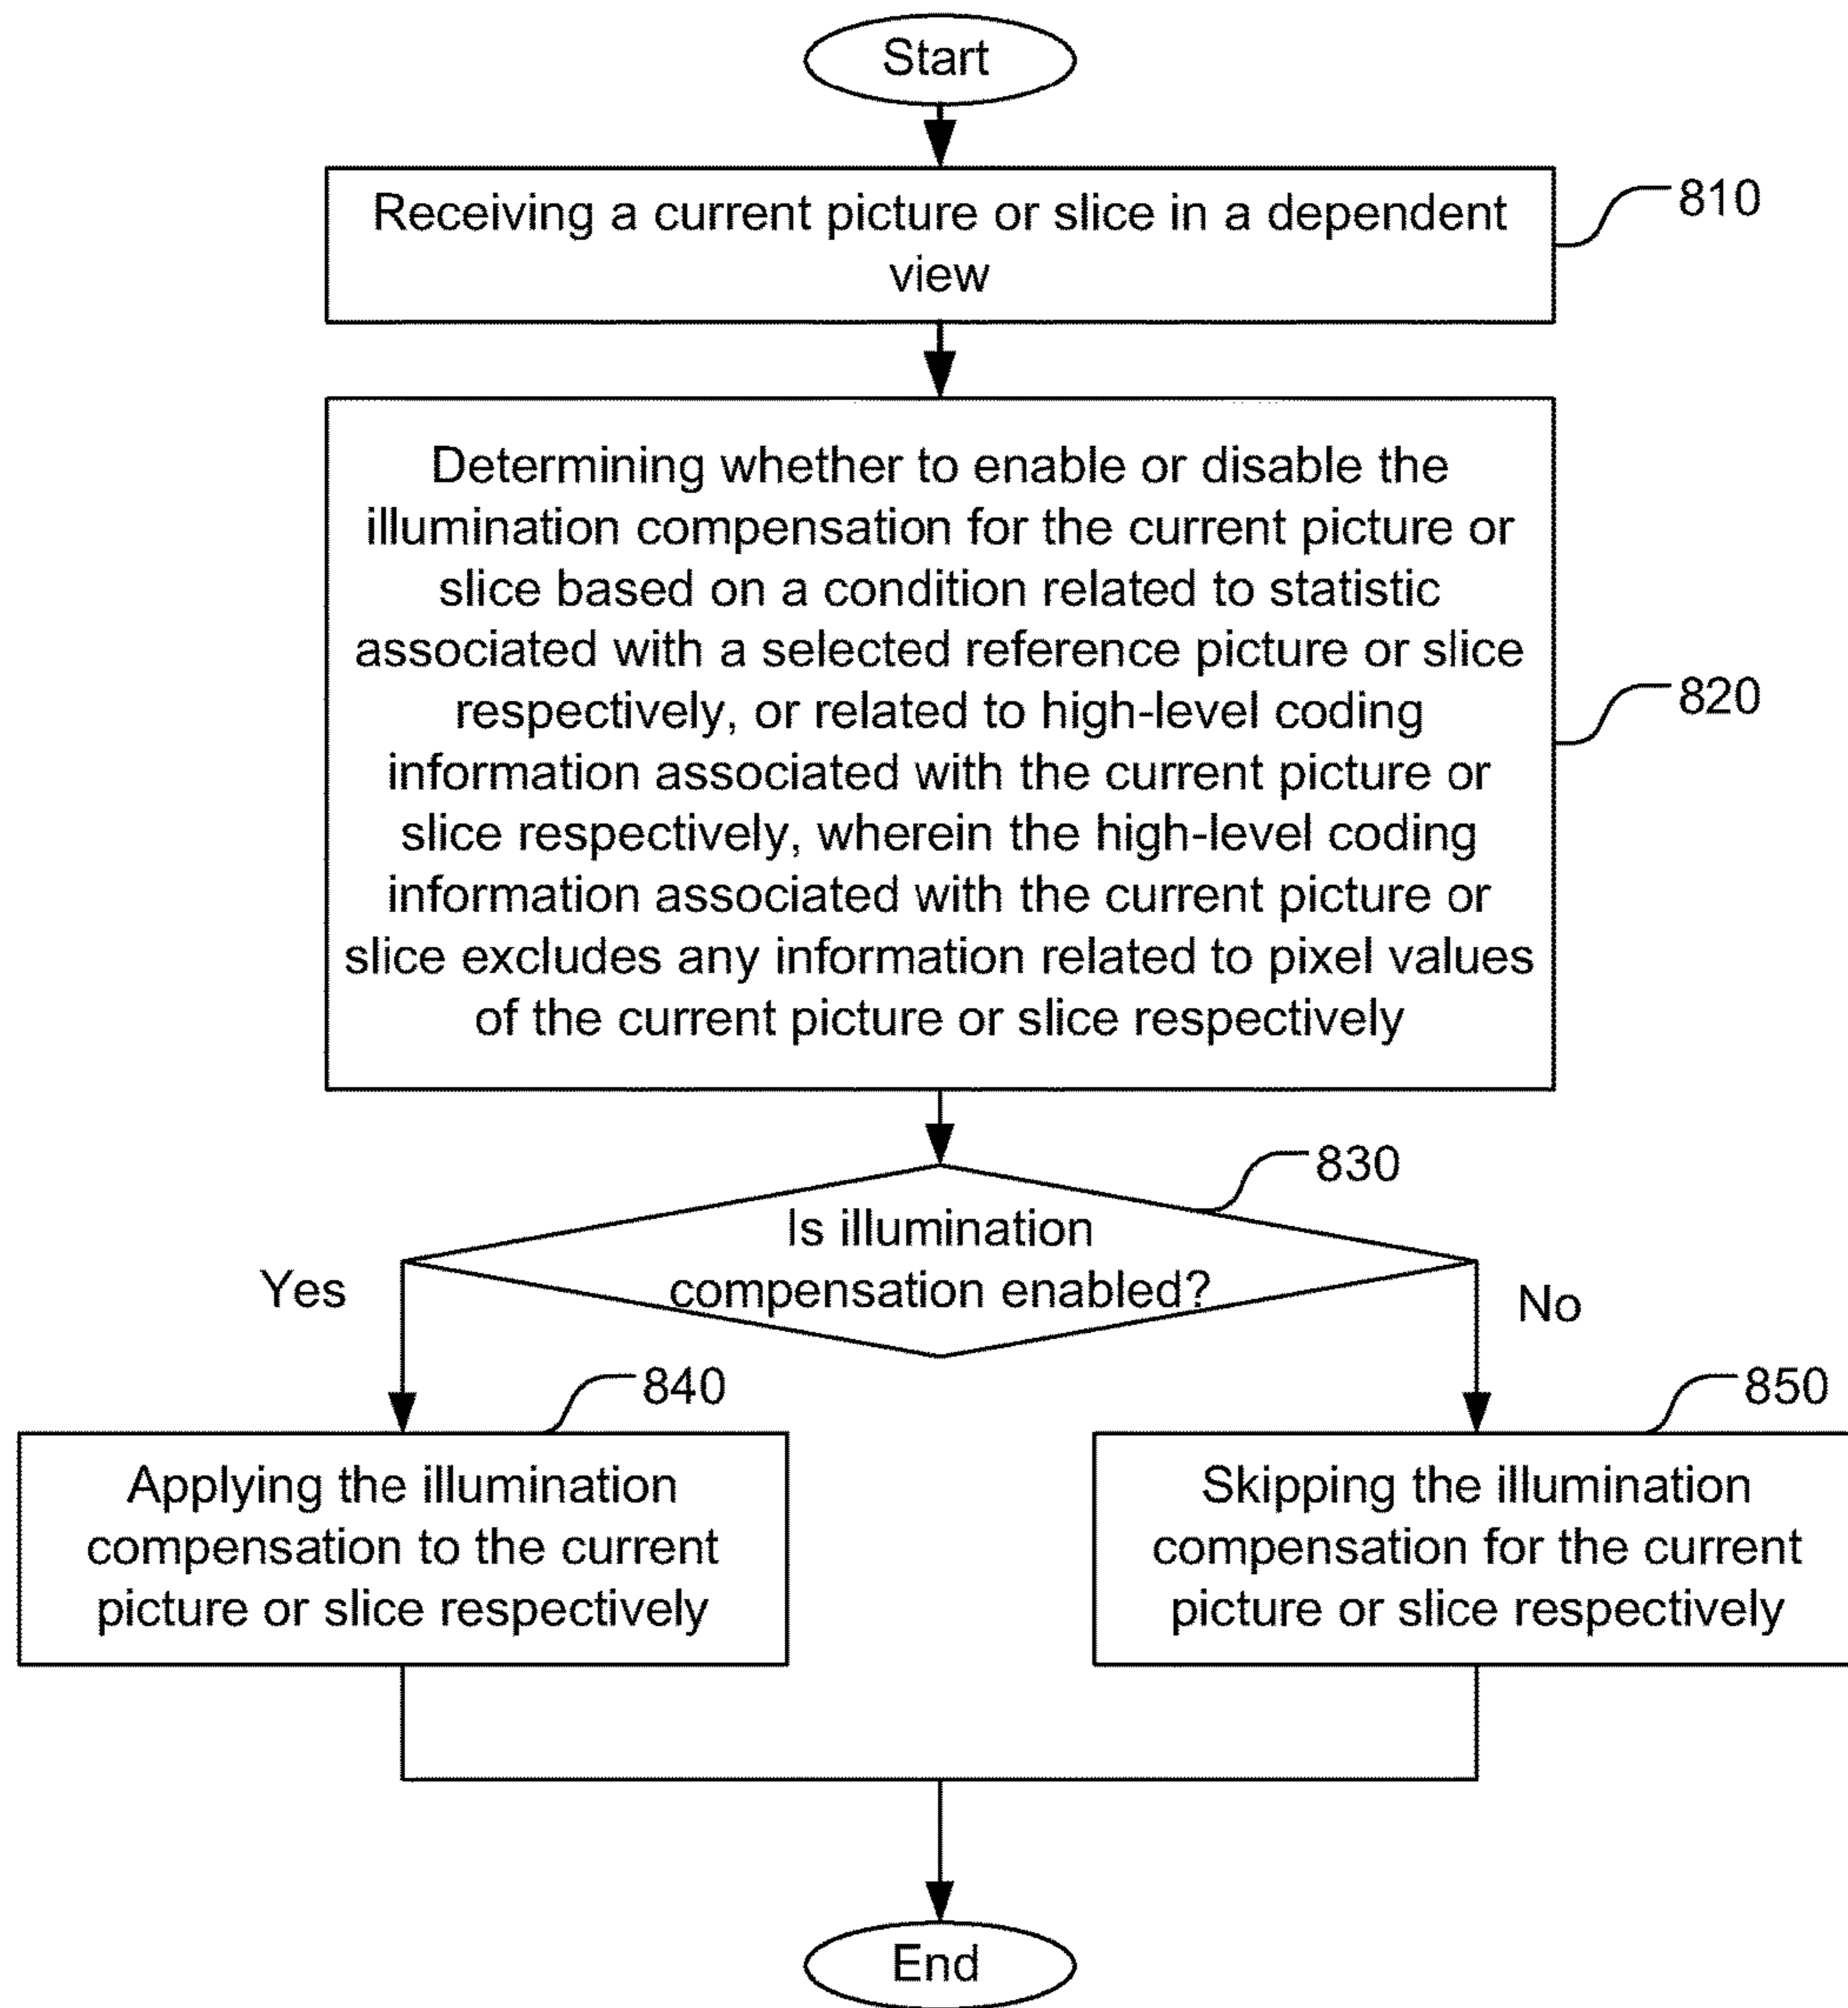 Start
Receiving a current picture or slice in a dependent
view
810
Determining whether to enable or disable the
illumination compensation for the current picture or
slice based on a condition related to statistic
associated with a selected reference picture or slice
respectively, or related to high-level coding
information associated with the current picture or
slice respectively, wherein the high-level coding
information associated with the current picture or
slice excludes any information related to pixel values
of the current picture or slice respectively
820
830
Is illumination
compensation enabled?
Yes
No
840
850
Applying the illumination
compensation to the current
picture or slice respectively
Skipping the illumination
compensation for the current
picture or slice respectively
End